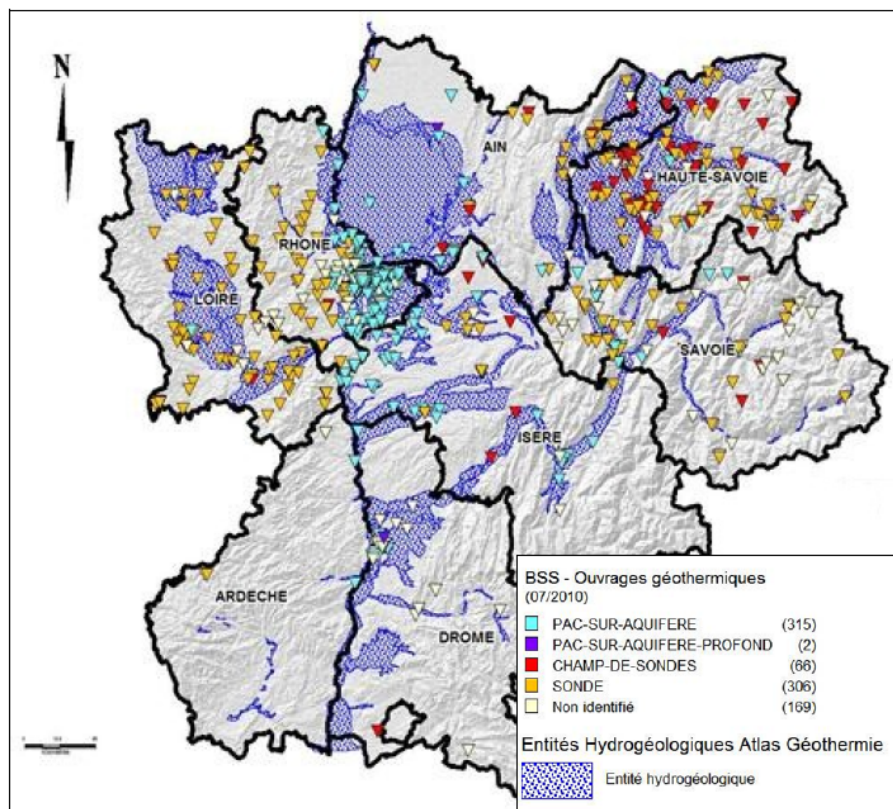 N
AIN
HAUTE-SAVOIE
RHONE
LOIRE
SAVOIE
ISERE
ARDECHE
DROME
BSS - Ouvrages géothermiques
(07/2010)
PAC-SUR-AQUIFERE (315)
PAC-SUR-AQUIFERE-PROFOND (2)
CHAMP-DE-SONDES (66)
SONDE (306)
Non identifié (169)
Entités Hydrogéologiques Atlas Géothermie
Entité hydrogéologique